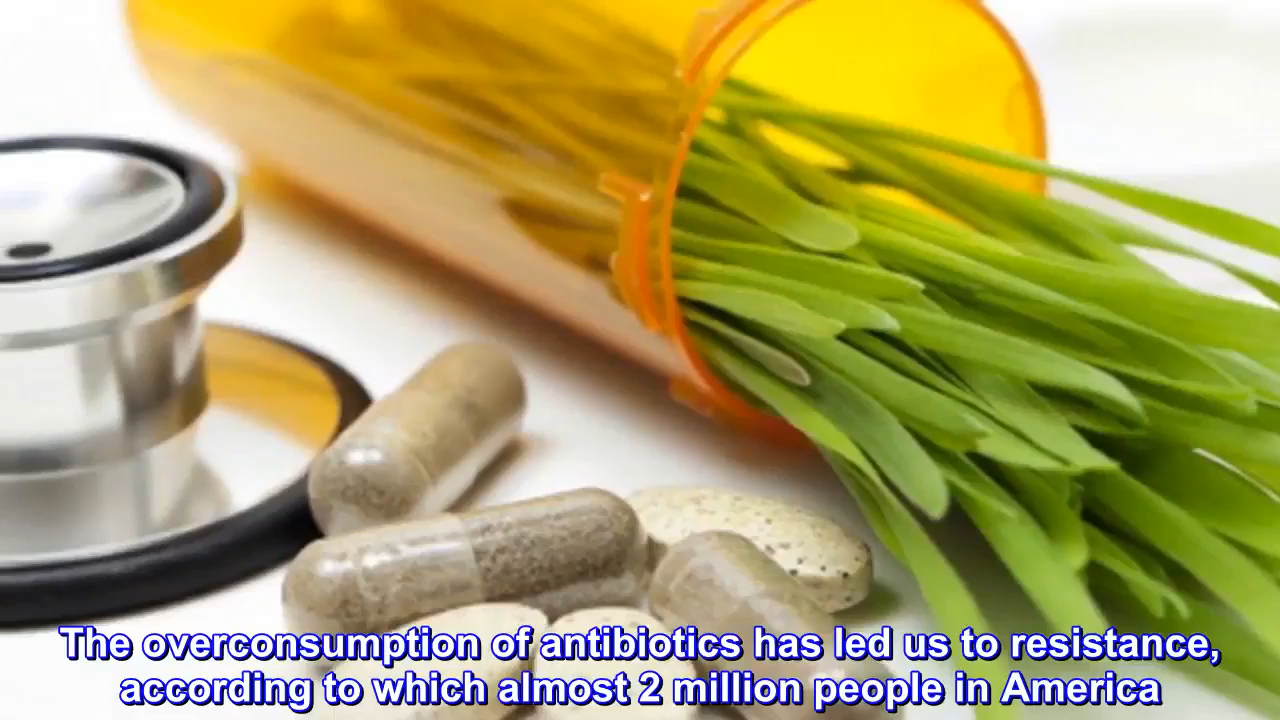 The overconsumption of antibiotics has led us to resistance,
according to which almost 2 million people in America